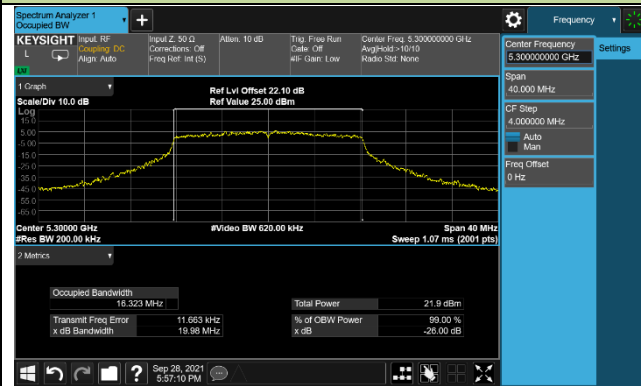 Spectrum Analyzer 1
Occupied BW
Frequency
KEYSIGHT
L
Input: RF
Coupling: DC
Align: Auto
Input Z: 50 Ω
Corrections: Off
Freq Ref: Int (S)
Atten: 10 dB
Trig: Free Run
Gate: Off
#IF Gain: Low
Center Freq: 5.300000000 GHz
Avg|Hold:>10/10
Radio Std: None
Center Frequency
5.300000000 GHz
Settings
Span
40.000 MHz
CF Step
4.000000 MHz
Auto
Man
Freq Offset
0 Hz
1 Graph
Scale/Div 10.0 dB
Ref Lvl Offset 22.10 dB
Ref Value 25.00 dBm
Log
15.0
5.00
-5.00
-15.0
-25.0
-35.0
-45.0
-55.0
-65.0
Center 5.30000 GHz
#Res BW 200.00 kHz
#Video BW 620.00 kHz
Span 40 MHz
Sweep 1.07 ms (2001 pts)
2 Metrics
Occupied Bandwidth
16.323 MHz
Transmit Freq Error 11.663 kHz
x dB Bandwidth 19.98 MHz
Total Power 21.9 dBm
% of OBW Power 99.00 %
x dB -26.00 dB
Sep 28, 2021
5:57:10 PM